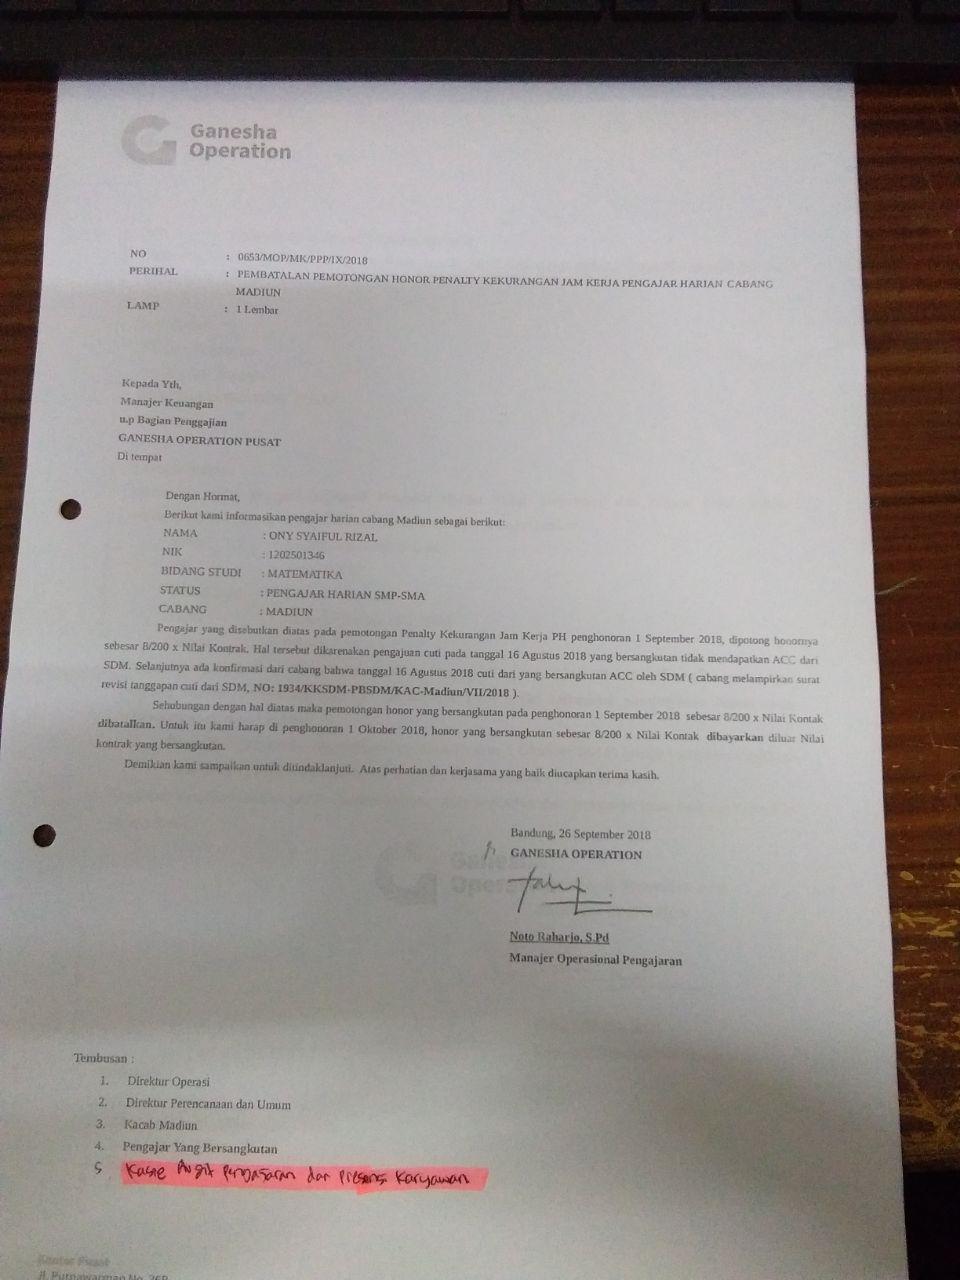 Ganesha
Operation
NO : 0653/MOP/MK/PPP/IX/2018
PERIHAL : PEMBATALAN PEMOTONGAN HONOR PENALTY KEKURANGAN JAM KERJA PENGAJAR HARIAN CABANG
MADIUN
LAMP : 1 Lembar
Kepada Yth,
Manajer Keuangan
u.p Bagian Penggajian
GANESHA OPERATION PUSAT
Di tempat
Dengan Hormat,
Berikut kami informasikan pengajar harian cabang Madiun sebagai berikut:
NAMA : ONY SYAIFUL RIZAL
NIK : 1202501346
BIDANG STUDI : MATEMATIKA
STATUS : PENGAJAR HARIAN SMP-SMA
CABANG : MADIUN
Pengajar yang disebutkan diatas pada pemotongan Penalty Kekurangan Jam Kerja PH penghonoran 1 September 2018, dipotong honornya
sebesar 8/200 x Nilai Kontrak. Hal tersebut dikarenakan pengajuan cuti pada tanggal 16 Agustus 2018 yang bersangkutan tidak mendapatkan ACC dari
SDM. Selanjutnya ada konfirmasi dari cabang bahwa tanggal 16 Agustus 2018 cuti dari yang bersangkutan ACC oleh SDM ( cabang melampirkan surat
revisi tanggapan cuti dari SDM, NO: 1934/KKSDM-PBSDM/KAC-Madiun/VII/2018 ).
Sehubungan dengan hal diatas maka pemotongan honor yang bersangkutan pada penghonoran 1 September 2018 sebesar 8/200 x Nilai Kontak
dibatalkan. Untuk itu kami harap di penghonoran 1 Oktober 2018, honor yang bersangkutan sebesar 8/200 x Nilai Kontak dibayarkan diluar Nilai
kontrak yang bersangkutan.
Demikian kami sampaikan untuk ditindaklanjuti. Atas perhatian dan kerjasama yang baik diucapkan terima kasih.
Bandung, 26 September 2018
GANESHA OPERATION
Noto Raharjo, S.Pd
Manajer Operasional Pengajaran
Tembusan :
1. Direktur Operasi
2. Direktur Perencanaan dan Umum
3. Kacab Madiun
4. Pengajar Yang Bersangkutan
5 Kasie Audit Pengajaran dan Presensi Karyawan
Kantor Pusat
Jl. Purnawarman No. 36B